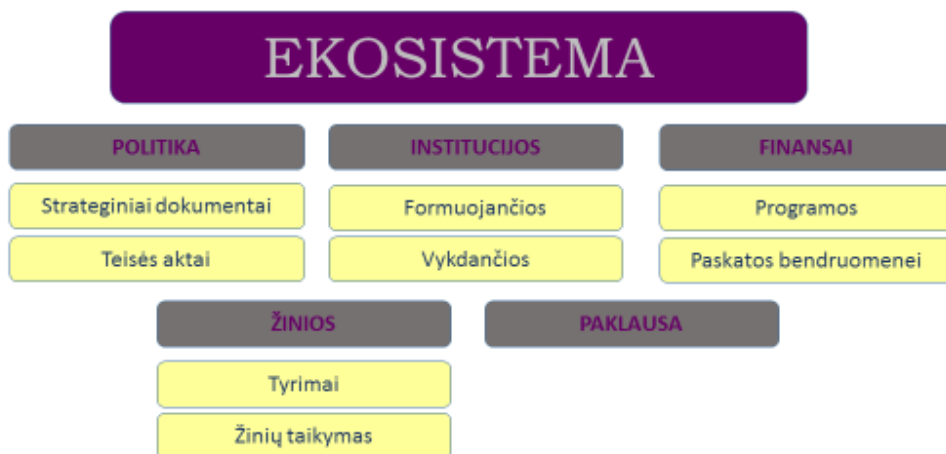 EKOSISTEMA
POLITIKA
Strateginiai dokumentai
Teisės aktai
INSTITUCIJOS
Formuojančios
Vykdančios
FINANSAI
Programos
Paskatos bendruomenei
ŽINIOS
Tyrimai
Žinių taikymas
PAKLAUSA